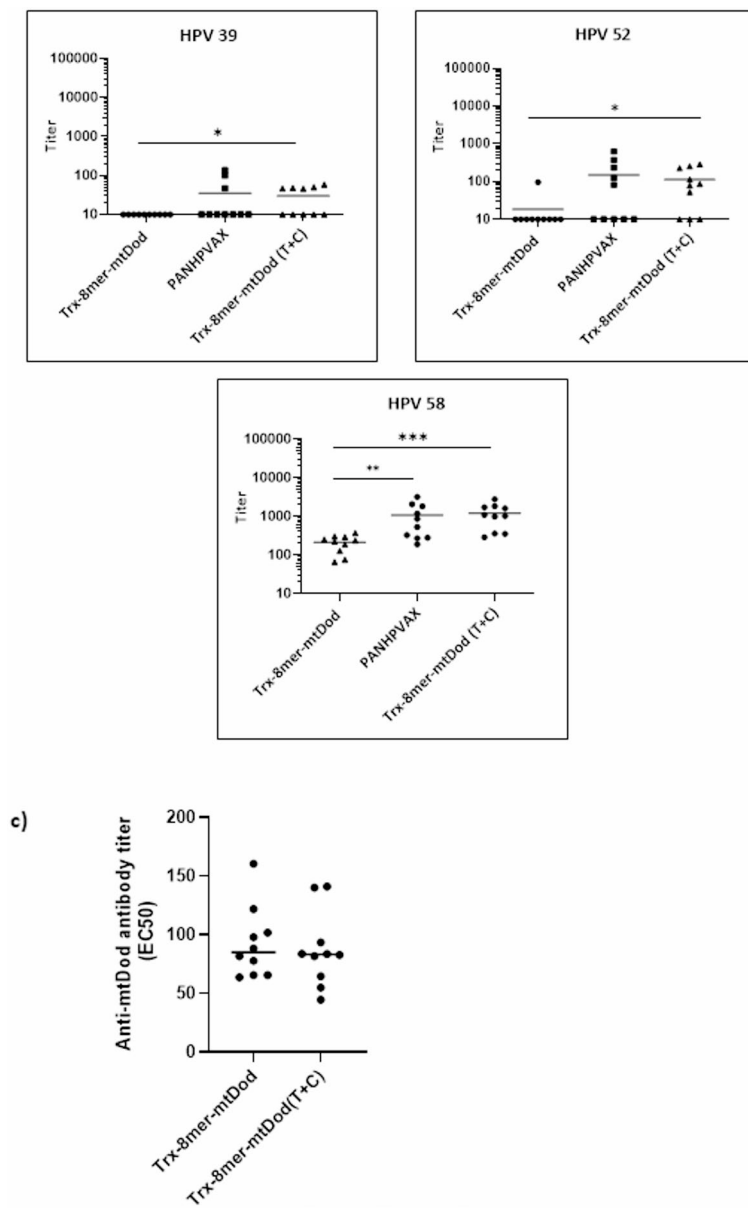 HPV 39
100000
10000
1000
100
10
Titer
*
Trx-8mer-mtDod
PANHPVAX
Trx-8mer-mtDod (T+C)
HPV 52
100000
10000
1000
100
10
Titer
*
Trx-8mer-mtDod
PANHPVAX
Trx-8mer-mtDod (T+C)
HPV 58
100000
10000
1000
100
10
Titer
***
**
Trx-8mer-mtDod
PANHPVAX
Trx-8mer-mtDod (T+C)
c)
200
150
100
50
0
Anti-mtDod antibody titer
(EC50)
Trx-8mer-mtDod
Trx-8mer-mtDod(T+C)